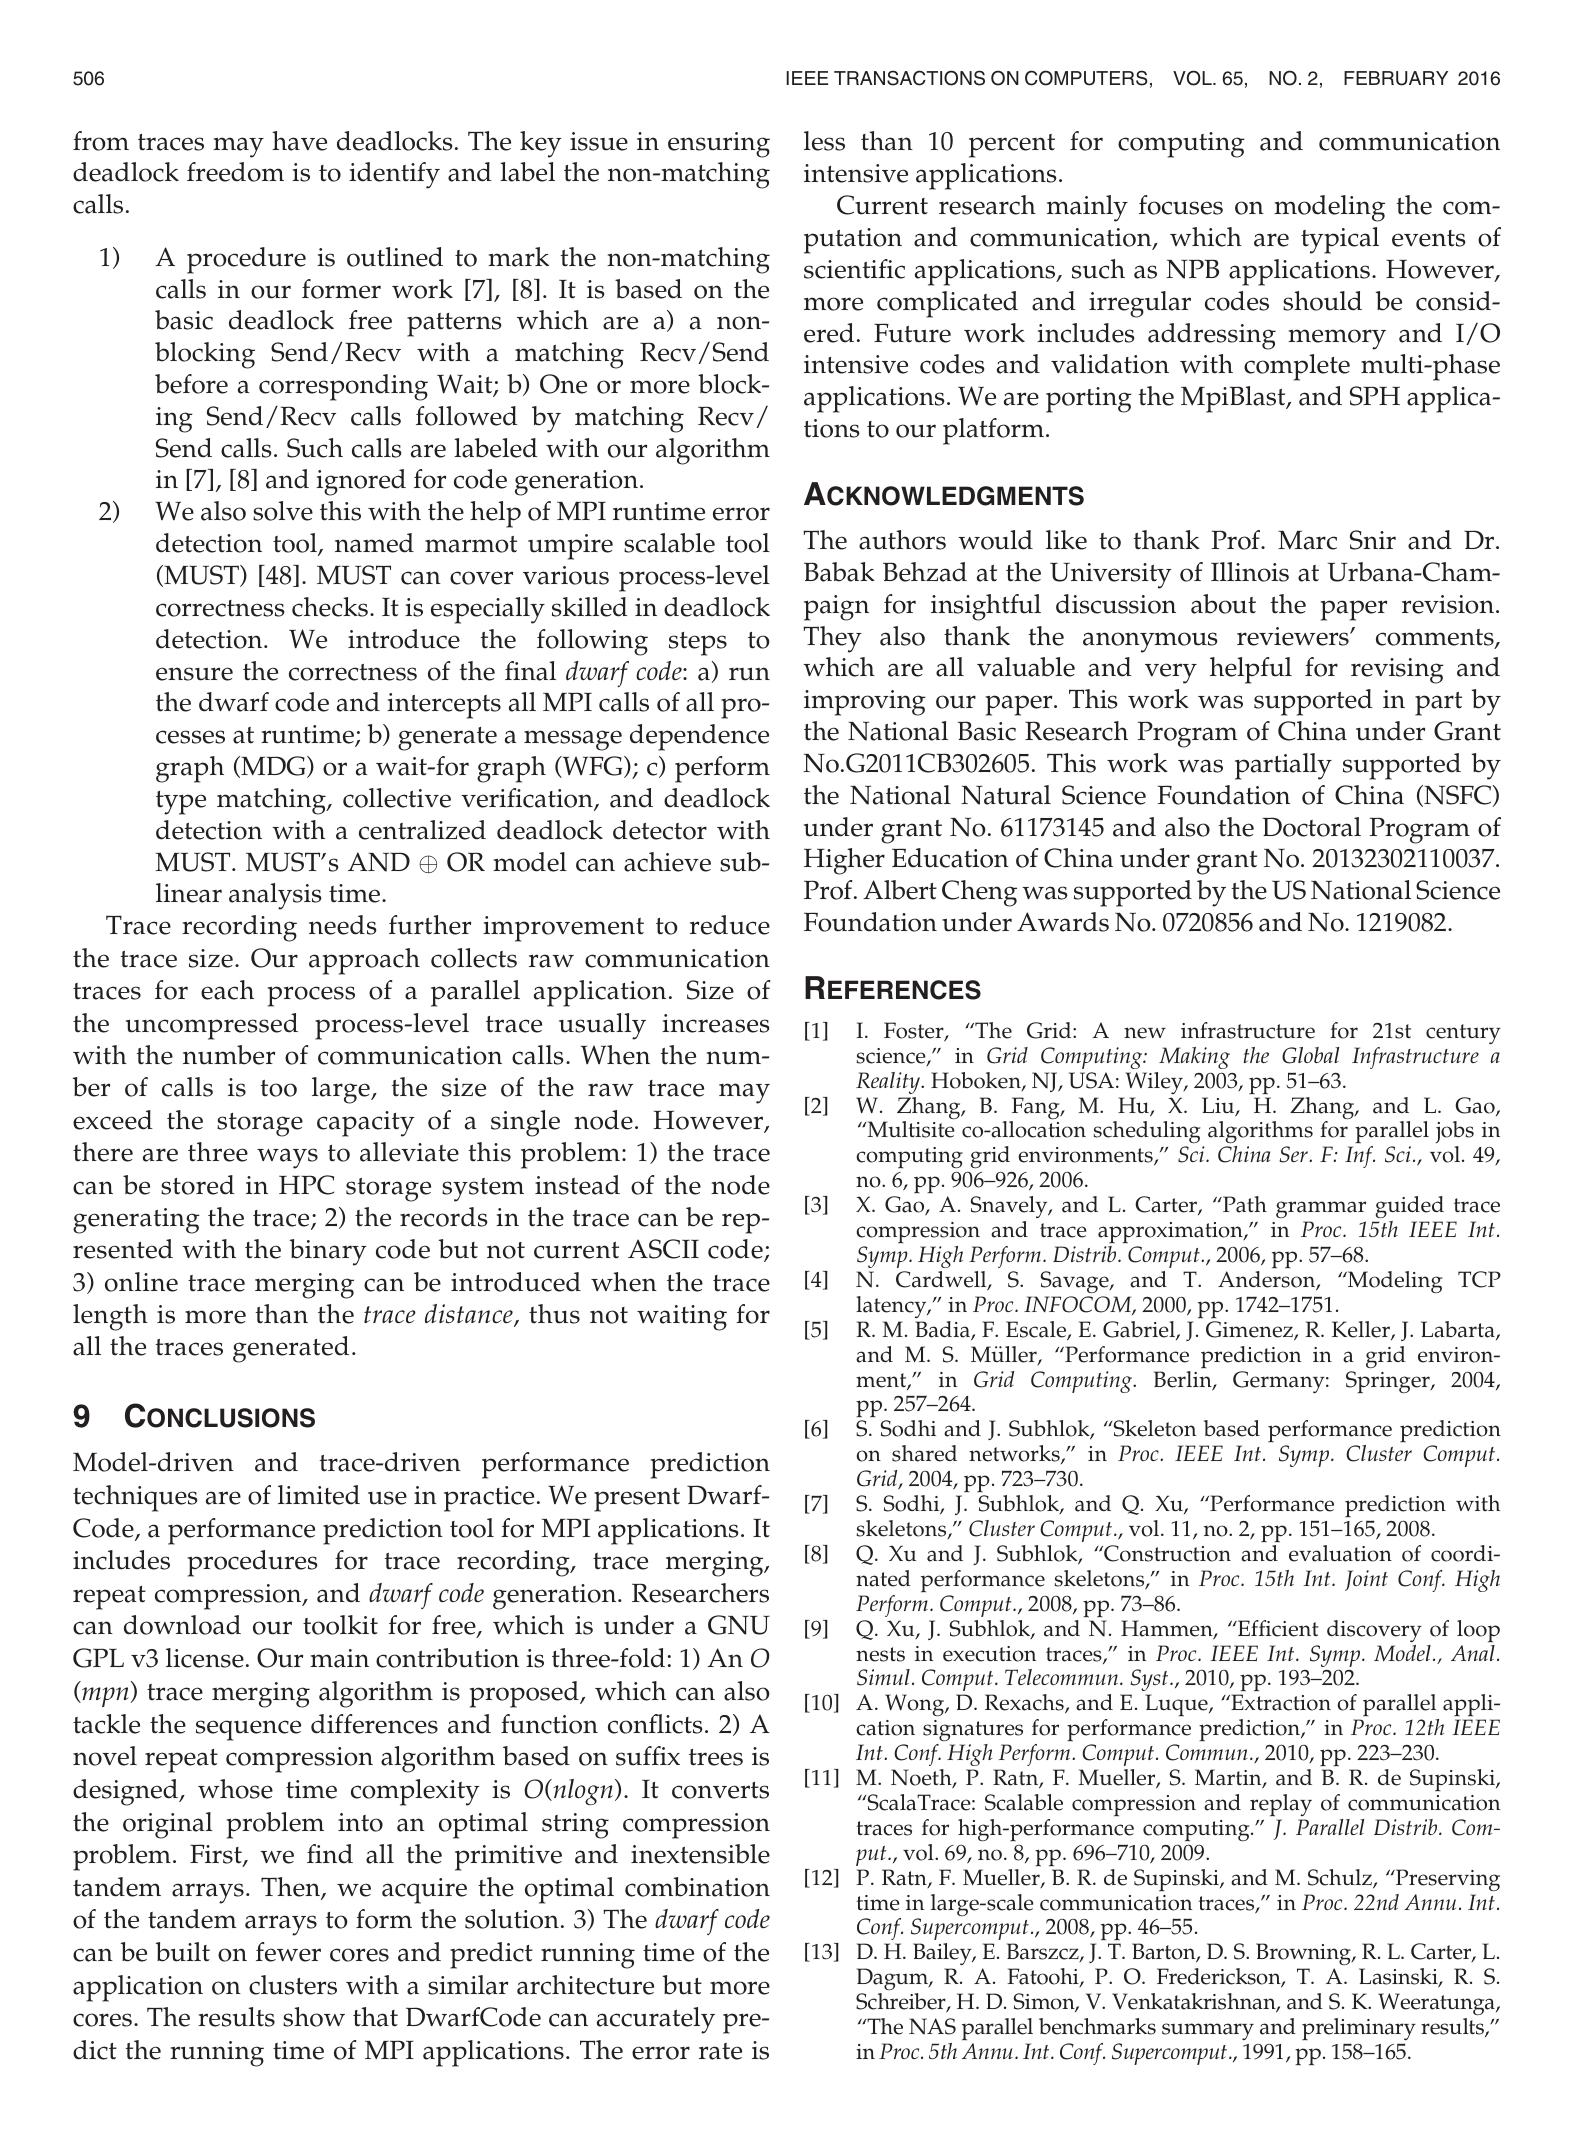 506
IEEE TRANSACTIONS ON COMPUTERS, VOL. 65, NO. 2, FEBRUARY 2016
from traces may have deadlocks. The key issue in ensuring
deadlock freedom is to identify and label the non-matching
calls.
1) A procedure is outlined to mark the non-matching
calls in our former work [7], [8]. It is based on the
basic deadlock free patterns which are a) a non-
blocking Send/Recv with a matching Recv/Send
before a corresponding Wait; b) One or more block-
ing Send/Recv calls followed by matching Recv/
Send calls. Such calls are labeled with our algorithm
in [7], [8] and ignored for code generation.
2) We also solve this with the help of MPI runtime error
detection tool, named marmot umpire scalable tool
(MUST) [48]. MUST can cover various process-level
correctness checks. It is especially skilled in deadlock
detection. We introduce the following steps to
ensure the correctness of the final dwarf code: a) run
the dwarf code and intercepts all MPI calls of all pro-
cesses at runtime; b) generate a message dependence
graph (MDG) or a wait-for graph (WFG); c) perform
type matching, collective verification, and deadlock
detection with a centralized deadlock detector with
MUST. MUST's AND ⊕ OR model can achieve sub-
linear analysis time.
Trace recording needs further improvement to reduce
the trace size. Our approach collects raw communication
traces for each process of a parallel application. Size of
the uncompressed process-level trace usually increases
with the number of communication calls. When the num-
ber of calls is too large, the size of the raw trace may
exceed the storage capacity of a single node. However,
there are three ways to alleviate this problem: 1) the trace
can be stored in HPC storage system instead of the node
generating the trace; 2) the records in the trace can be rep-
resented with the binary code but not current ASCII code;
3) online trace merging can be introduced when the trace
length is more than the trace distance, thus not waiting for
all the traces generated.
9 CONCLUSIONS
Model-driven and trace-driven performance prediction
techniques are of limited use in practice. We present Dwarf-
Code, a performance prediction tool for MPI applications. It
includes procedures for trace recording, trace merging,
repeat compression, and dwarf code generation. Researchers
can download our toolkit for free, which is under a GNU
GPL v3 license. Our main contribution is three-fold: 1) An O
(mpn) trace merging algorithm is proposed, which can also
tackle the sequence differences and function conflicts. 2) A
novel repeat compression algorithm based on suffix trees is
designed, whose time complexity is O(nlogn). It converts
the original problem into an optimal string compression
problem. First, we find all the primitive and inextensible
tandem arrays. Then, we acquire the optimal combination
of the tandem arrays to form the solution. 3) The dwarf code
can be built on fewer cores and predict running time of the
application on clusters with a similar architecture but more
cores. The results show that DwarfCode can accurately pre-
dict the running time of MPI applications. The error rate is
less than 10 percent for computing and communication
intensive applications.
Current research mainly focuses on modeling the com-
putation and communication, which are typical events of
scientific applications, such as NPB applications. However,
more complicated and irregular codes should be consid-
ered. Future work includes addressing memory and I/O
intensive codes and validation with complete multi-phase
applications. We are porting the MpiBlast, and SPH applica-
tions to our platform.
ACKNOWLEDGMENTS
The authors would like to thank Prof. Marc Snir and Dr.
Babak Behzad at the University of Illinois at Urbana-Cham-
paign for insightful discussion about the paper revision.
They also thank the anonymous reviewers' comments,
which are all valuable and very helpful for revising and
improving our paper. This work was supported in part by
the National Basic Research Program of China under Grant
No.G2011CB302605. This work was partially supported by
the National Natural Science Foundation of China (NSFC)
under grant No. 61173145 and also the Doctoral Program of
Higher Education of China under grant No. 20132302110037.
Prof. Albert Cheng was supported by the US National Science
Foundation under Awards No. 0720856 and No. 1219082.
REFERENCES
[1] I. Foster, “The Grid: A new infrastructure for 21st century
science,” in Grid Computing: Making the Global Infrastructure a
Reality. Hoboken, NJ, USA: Wiley, 2003, pp. 51–63.
[2] W. Zhang, B. Fang, M. Hu, X. Liu, H. Zhang, and L. Gao,
“Multisite co-allocation scheduling algorithms for parallel jobs in
computing grid environments,” Sci. China Ser. F: Inf. Sci., vol. 49,
no. 6, pp. 906–926, 2006.
[3] X. Gao, A. Snavely, and L. Carter, “Path grammar guided trace
compression and trace approximation,” in Proc. 15th IEEE Int.
Symp. High Perform. Distrib. Comput., 2006, pp. 57–68.
[4] N. Cardwell, S. Savage, and T. Anderson, “Modeling TCP
latency,” in Proc. INFOCOM, 2000, pp. 1742–1751.
[5] R. M. Badia, F. Escale, E. Gabriel, J. Gimenez, R. Keller, J. Labarta,
and M. S. Müller, “Performance prediction in a grid environ-
ment,” in Grid Computing. Berlin, Germany: Springer, 2004,
pp. 257–264.
[6] S. Sodhi and J. Subhlok, “Skeleton based performance prediction
on shared networks,” in Proc. IEEE Int. Symp. Cluster Comput.
Grid, 2004, pp. 723–730.
[7] S. Sodhi, J. Subhlok, and Q. Xu, “Performance prediction with
skeletons,” Cluster Comput., vol. 11, no. 2, pp. 151–165, 2008.
[8] Q. Xu and J. Subhlok, “Construction and evaluation of coordi-
nated performance skeletons,” in Proc. 15th Int. Joint Conf. High
Perform. Comput., 2008, pp. 73–86.
[9] Q. Xu, J. Subhlok, and N. Hammen, “Efficient discovery of loop
nests in execution traces,” in Proc. IEEE Int. Symp. Model., Anal.
Simul. Comput. Telecommun. Syst., 2010, pp. 193–202.
[10] A. Wong, D. Rexachs, and E. Luque, “Extraction of parallel appli-
cation signatures for performance prediction,” in Proc. 12th IEEE
Int. Conf. High Perform. Comput. Commun., 2010, pp. 223–230.
[11] M. Noeth, P. Ratn, F. Mueller, S. Martin, and B. R. de Supinski,
“ScalaTrace: Scalable compression and replay of communication
traces for high-performance computing.” J. Parallel Distrib. Com-
put., vol. 69, no. 8, pp. 696–710, 2009.
[12] P. Ratn, F. Mueller, B. R. de Supinski, and M. Schulz, “Preserving
time in large-scale communication traces,” in Proc. 22nd Annu. Int.
Conf. Supercomput., 2008, pp. 46–55.
[13] D. H. Bailey, E. Barszcz, J. T. Barton, D. S. Browning, R. L. Carter, L.
Dagum, R. A. Fatoohi, P. O. Frederickson, T. A. Lasinski, R. S.
Schreiber, H. D. Simon, V. Venkatakrishnan, and S. K. Weeratunga,
“The NAS parallel benchmarks summary and preliminary results,”
in Proc. 5th Annu. Int. Conf. Supercomput., 1991, pp. 158–165.